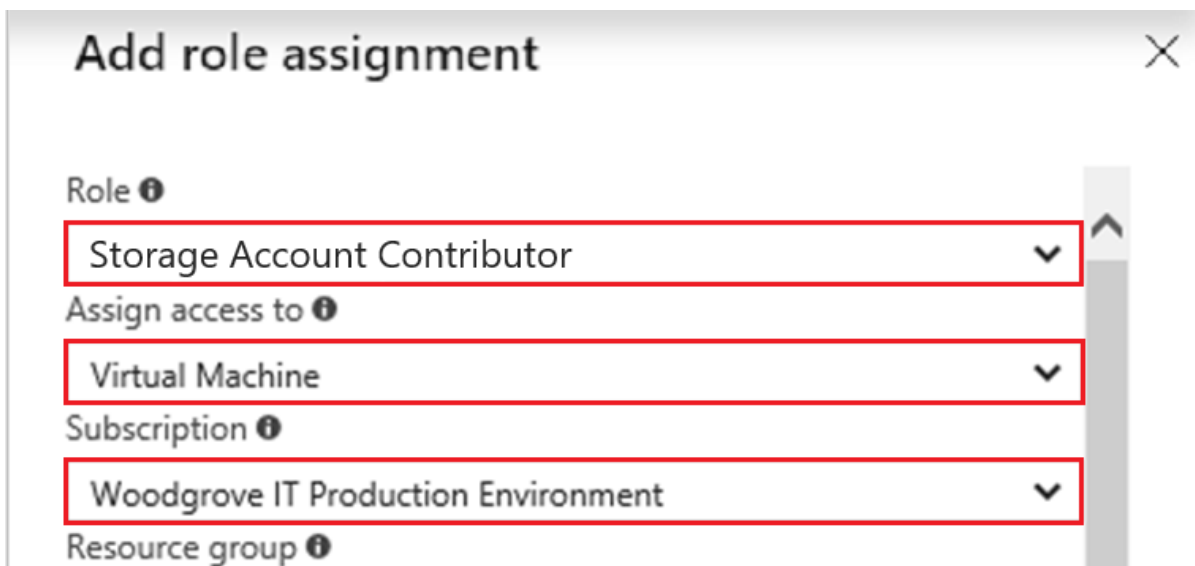 Add role assignment
Role
Storage Account Contributor
Assign access to
Virtual Machine
Subscription
Woodgrove IT Production Environment
Resource group